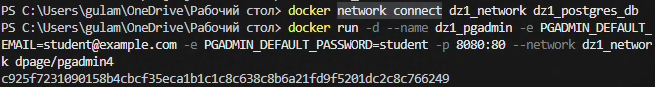 PS C:\Users\gulam\OneDrive\Рабочий стол> docker network connect dz1_network dz1_postgres_db
PS C:\Users\gulam\OneDrive\Рабочий стол> docker run -d --name dz1_pgadmin -e PGADMIN_DEFAULT_
EMAIL=student@example.com -e PGADMIN_DEFAULT_PASSWORD=student -p 8080:80 --network dz1_networ
k dpage/pgadmin4
c925f7231090158b4cbcf35eca1b1c1c8c638c8b6a21fd9f5201dc2c8c766249